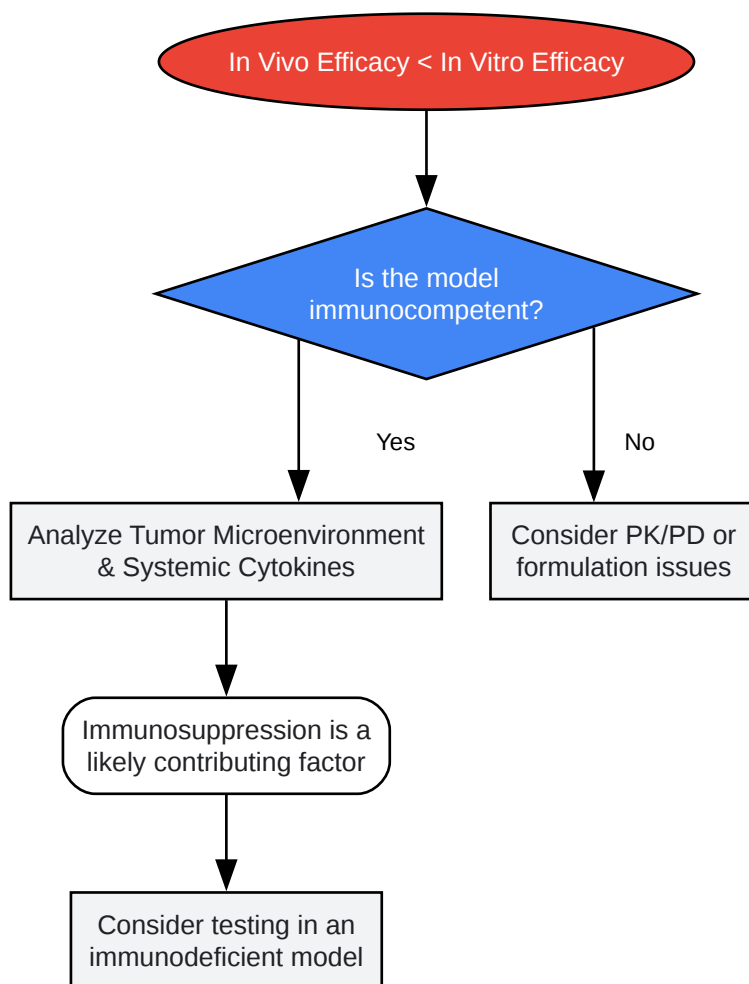 In Vivo Efficacy < In Vitro Efficacy
Is the model
immunocompetent?
Yes
No
Analyze Tumor Microenvironment
& Systemic Cytokines
Consider PK/PD or
formulation issues
Immunosuppression is a
likely contributing factor
Consider testing in an
immunodeficient model